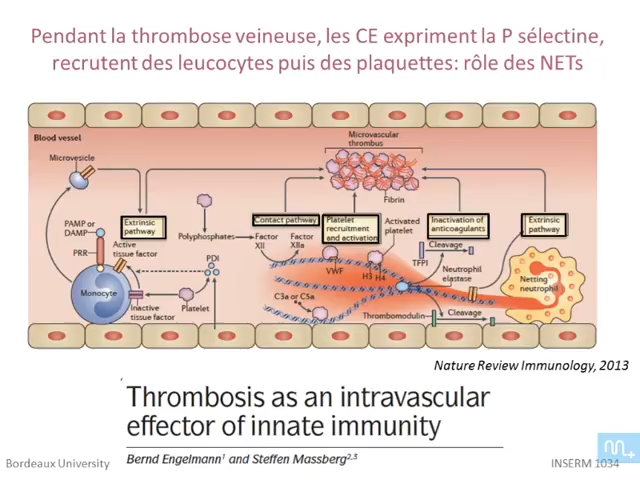 Pendant la thrombose veineuse, les CE expriment la P sélectine,
recrutent des leucocytes puis des plaquettes: rôle des NETs
Blood vessel
Microvesicle
Microvascular
thrombus
Fibrin
PAMP or
DAMP
PRR
Extrinsic
pathway
Active
tissue factor
Polyphosphates
Contact pathway
Factor
XII
Factor
XIIa
Platelet
recruitment
and activation
Activated
platelet
Inactivation of
anticoagulants
Extrinsic
pathway
Cleavage
TFPI
PDI
VWF
H3 H4
Neutrophil
elastase
Netting
neutrophil
Monocyte
Inactive
tissue factor
Platelet
C3a or C5a
Thrombomodulin
Cleavage
Nature Review Immunology, 2013
Thrombosis as an intravascular
effector of innate immunity
Bernd Engelmann1 and Steffen Massberg2,3
Bordeaux University
INSERM 1034